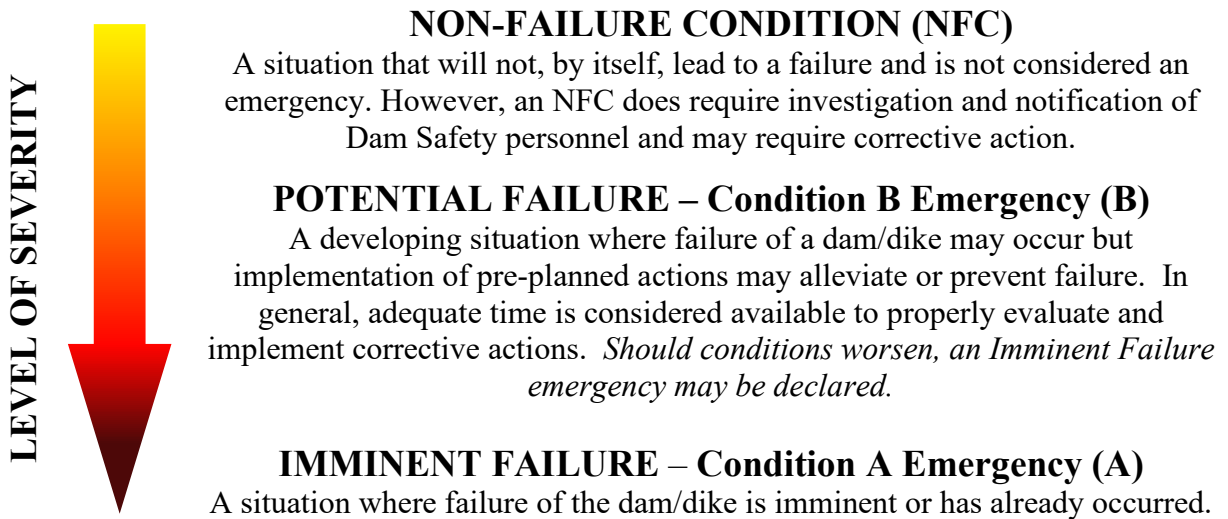 LEVEL OF SEVERITY
NON-FAILURE CONDITION (NFC)
A situation that will not, by itself, lead to a failure and is not considered an
emergency. However, an NFC does require investigation and notification of
Dam Safety personnel and may require corrective action.
POTENTIAL FAILURE – Condition B Emergency (B)
A developing situation where failure of a dam/dike may occur but
implementation of pre-planned actions may alleviate or prevent failure.  In
general, adequate time is considered available to properly evaluate and
implement corrective actions.  Should conditions worsen, an Imminent Failure
emergency may be declared.
IMMINENT FAILURE – Condition A Emergency (A)
A situation where failure of the dam/dike is imminent or has already occurred.